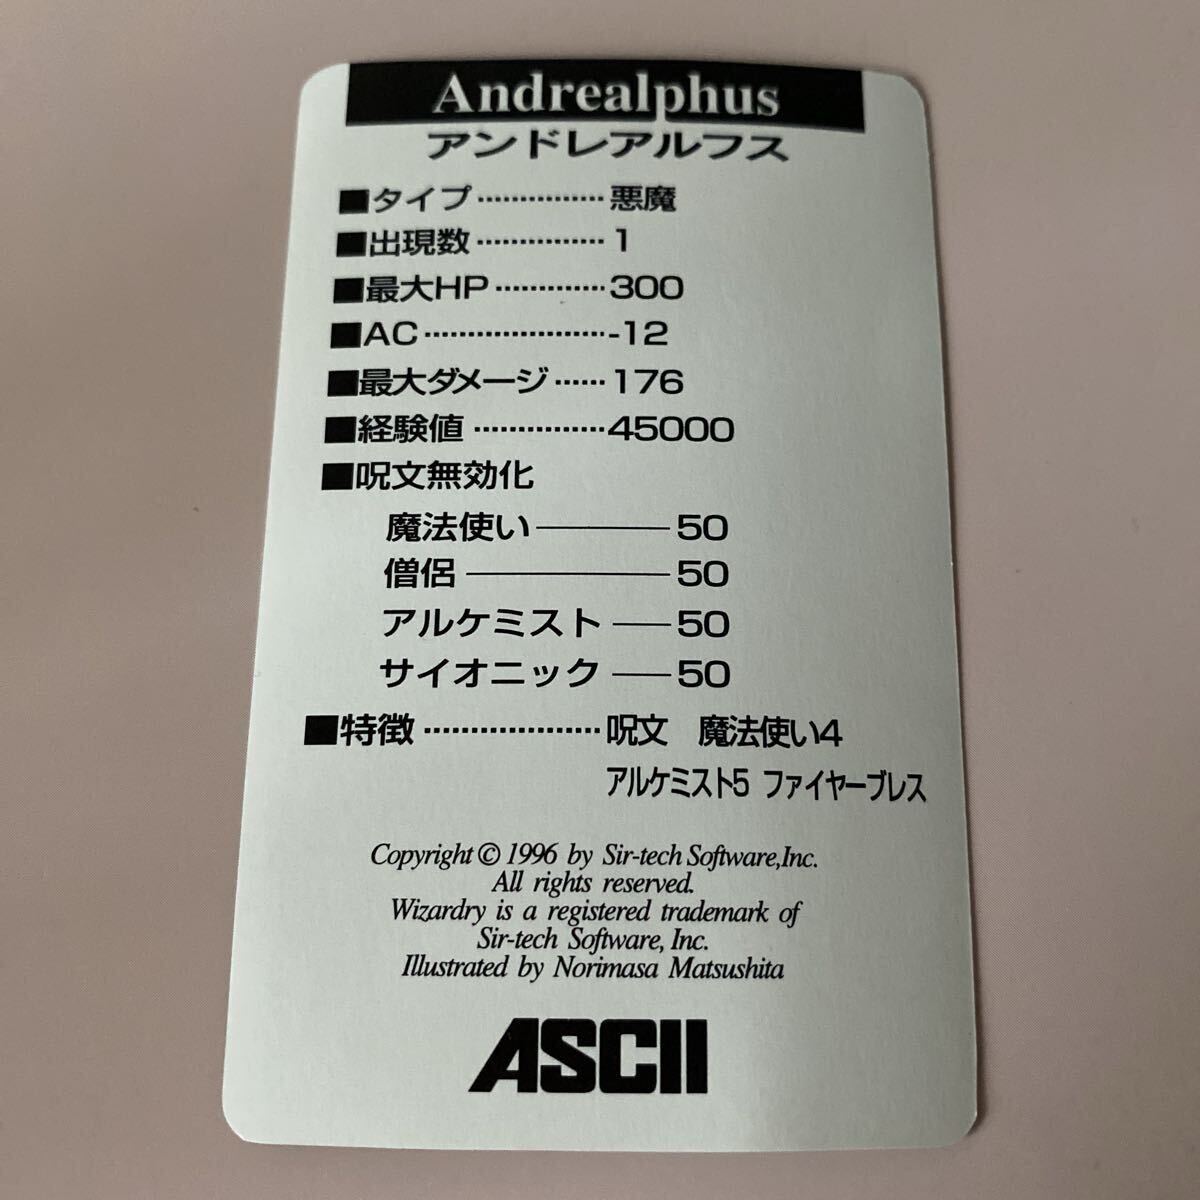 Andrealphus
アンドレアルフス
■タイプ……………悪魔
■出現数……………1
■最大HP…………300
■AC…………………-12
■最大ダメージ……176
■経験値……………45000
■呪文無効化
魔法使い————50
僧侶——————50
アルケミスト——50
サイオニック——50
■特徴………………呪文 魔法使い4
アルケミスト5 ファイヤーブレス
Copyright © 1996 by Sir-tech Software,Inc.
All rights reserved.
Wizardry is a registered trademark of
Sir-tech Software, Inc.
Illustrated by Norimasa Matsushita
ASCII